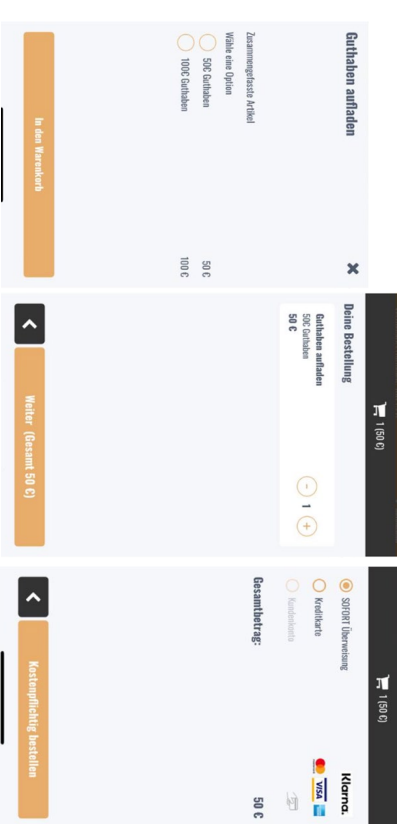 Guthaben aufladen
Zusammengefasste Artikel
Wähle eine Option
50€ Guthaben 50 €
100€ Guthaben 100 €
In den Warenkorb
1 (50 €)
Deine Bestellung
Guthaben aufladen
50€ Guthaben
50 €
- 1 +
Weiter (Gesamt 50 €)
1 (50 €)
SOFORT Überweisung Klarna.
Kreditkarte VISA
Kundenkonto
Gesamtbetrag: 50 €
Kostenpflichtig bestellen